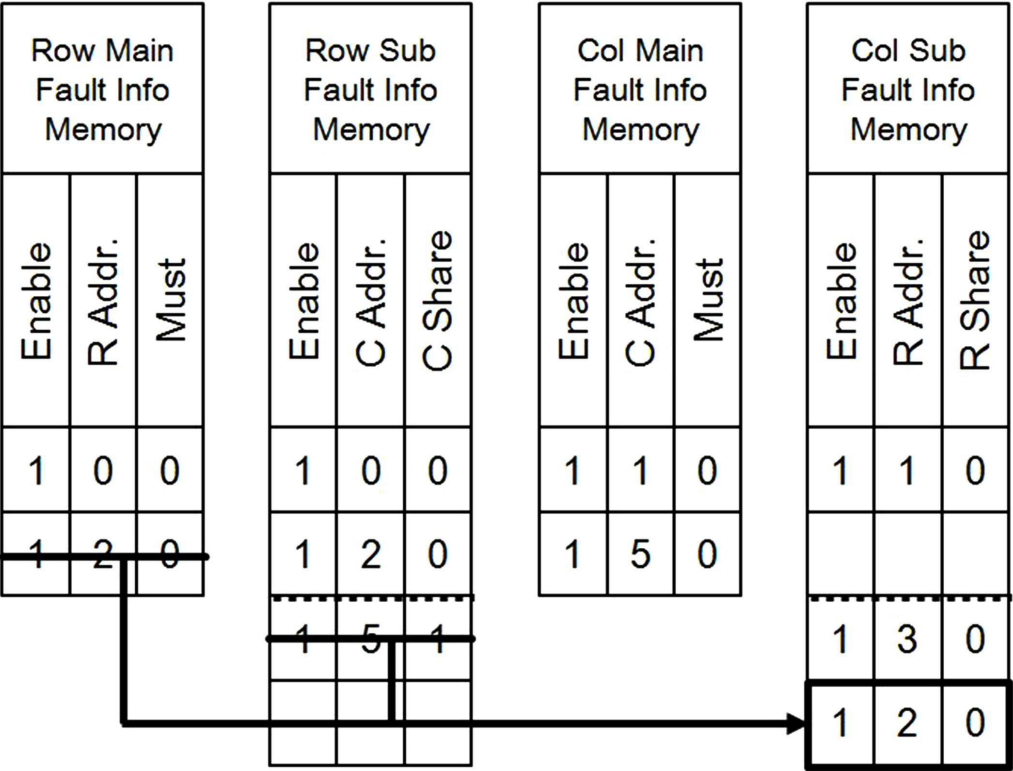 Row Main
Fault Info
Memory
Row Sub
Fault Info
Memory
Col Main
Fault Info
Memory
Col Sub
Fault Info
Memory
Enable R Addr. Must
Enable C Addr. C Share
Enable C Addr. Must
Enable R Addr. R Share
1 0 0 1 0 0 1 1 0 1 1 0
1 2 0 1 2 0 1 5 0
1 5 1 1 3 0
1 2 0